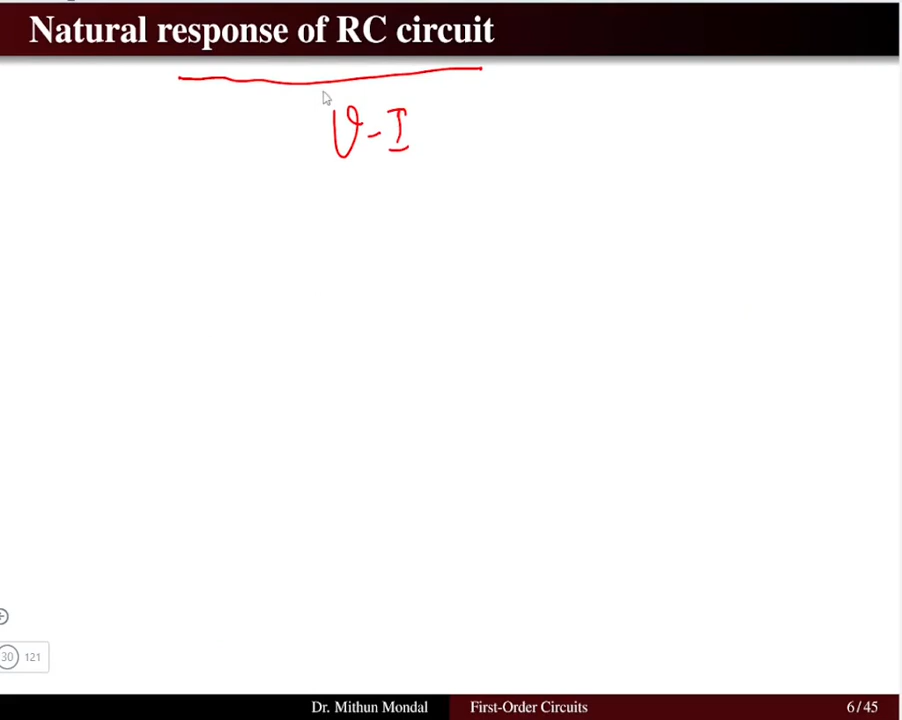 Natural response of RC circuit
V-I
30 121
Dr. Mithun Mondal First-Order Circuits 6 / 45